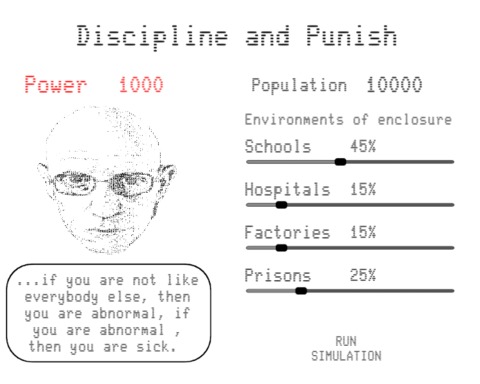 Discipline and Punish
Power 1000
Population 10000
Environments of enclosure
Schools 45%
Hospitals 15%
Factories 15%
Prisons 25%
...if you are not like
everybody else, then
you are abnormal, if
you are abnormal ,
then you are sick.
RUN
SIMULATION